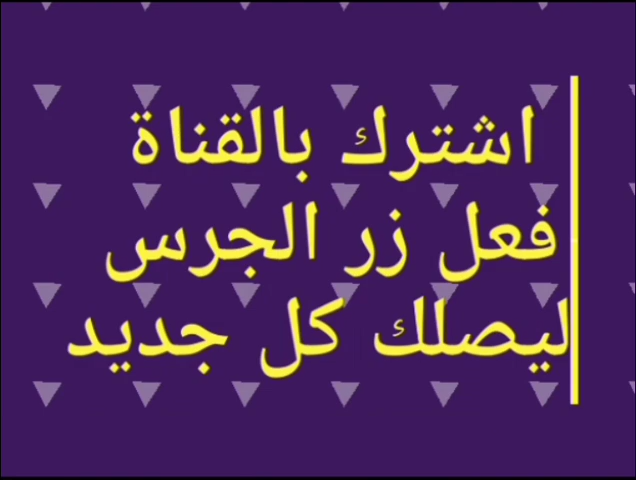 اشترك بالقناة
فعل زر الجرس
ليصلك كل جديد